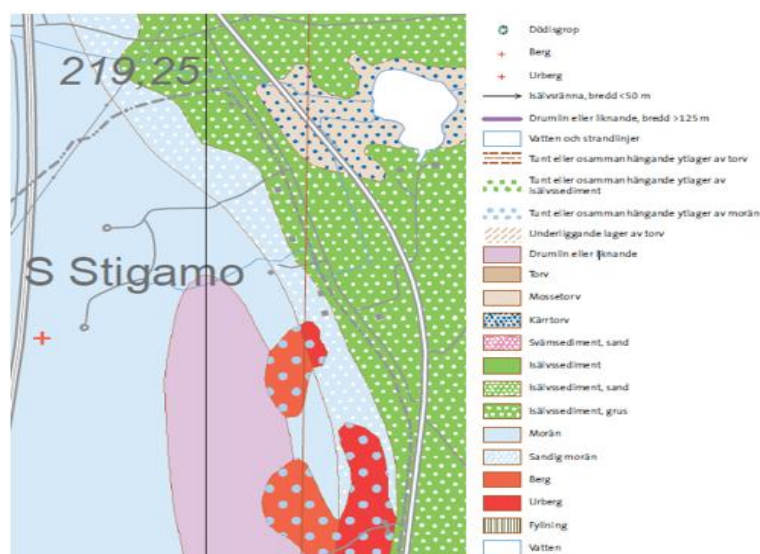 219,25
S Stigamo
Dödisgrop
Berg
Urberg
Isälvsränna, bredd <50 m
Drumlin eller liknande, bredd >125 m
Vatten och strandlinjer
Tunt eller osammanhängande ytlager av torv
Tunt eller osammanhängande ytlager av
isälvssediment
Tunt eller osammanhängande ytlager av morän
Underliggande lager av torv
Drumlin eller liknande
Torv
Mossetorv
Kärrtorv
Svämsediment, sand
Isälvssediment
Isälvssediment, sand
Isälvssediment, grus
Morän
Sandig morän
Berg
Urberg
Fyllning
Vatten